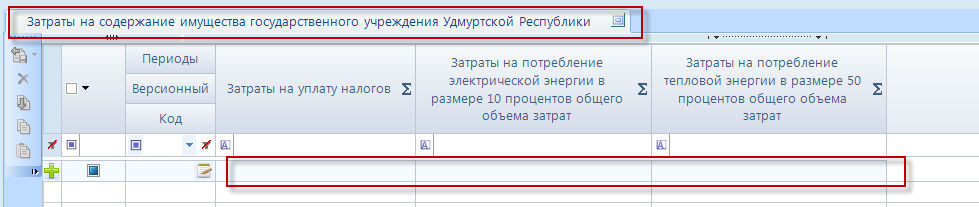 Затраты на содержание имущества государственного учреждения Удмуртской Республики
Периоды
Версионный
Код
Затраты на уплату налогов Σ
Затраты на потребление
электрической энергии в
размере 10 процентов общего
объема затрат
Σ
Затраты на потребление
тепловой энергии в размере 50
процентов общего объема
затрат
Σ
A
A
A